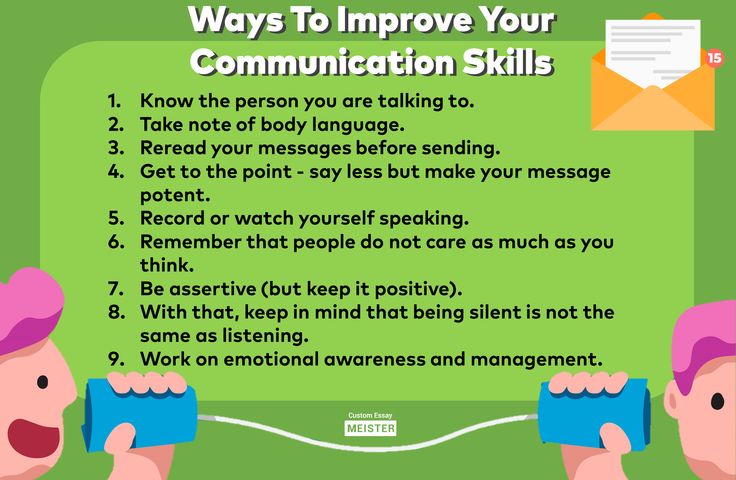 Ways To Improve Your
Communication Skills
15
1. Know the person you are talking to.
2. Take note of body language.
3. Reread your messages before sending.
4. Get to the point - say less but make your message
potent.
5. Record or watch yourself speaking.
6. Remember that people do not care as much as you
think.
7. Be assertive (but keep it positive).
8. With that, keep in mind that being silent is not the
same as listening.
9. Work on emotional awareness and management.
Custom Essay
MEISTER